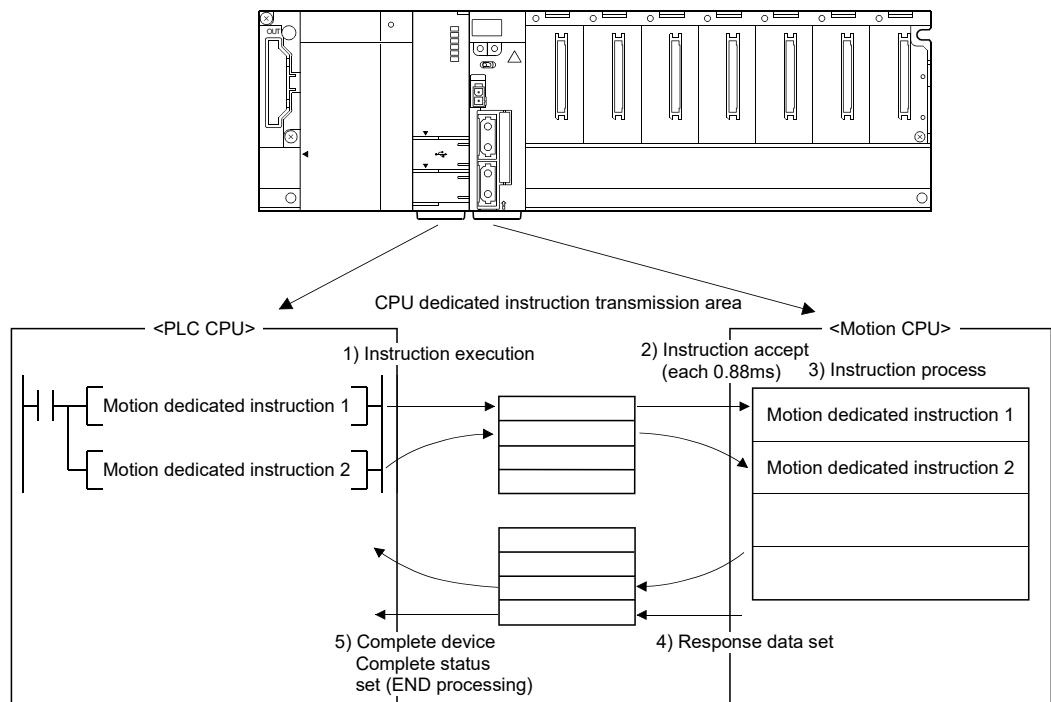 OUT
CPU dedicated instruction transmission area
<PLC CPU>
<Motion CPU>
1) Instruction execution
2) Instruction accept
(each 0.88ms)
3) Instruction process
Motion dedicated instruction 1
Motion dedicated instruction 2
Motion dedicated instruction 1
Motion dedicated instruction 2
5) Complete device
Complete status
set (END processing)
4) Response data set